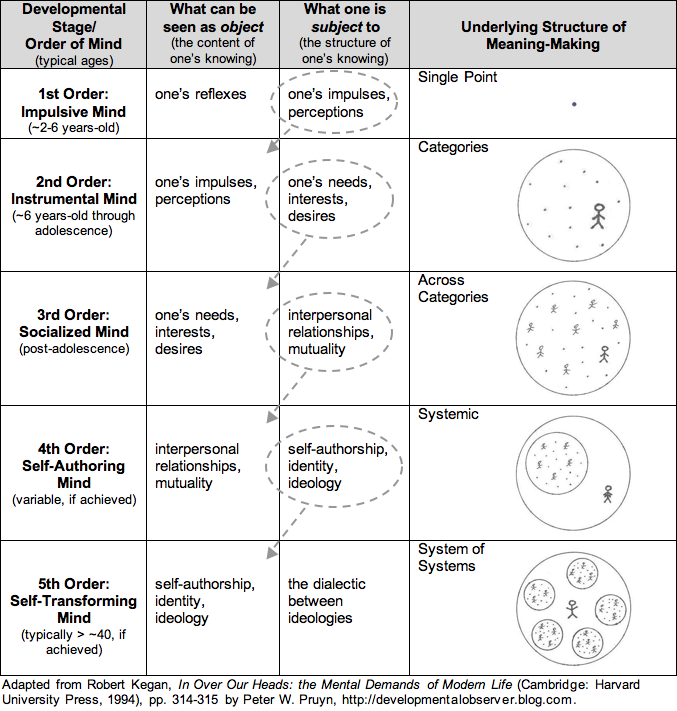 Developmental
Stage/
Order of Mind
(typical ages)
What can be
seen as object
(the content of
one's knowing)
What one is
subject to
(the structure of
one's knowing)
Underlying Structure of
Meaning-Making
1st Order:
Impulsive Mind
(~2-6 years-old)
one's reflexes
one's impulses,
perceptions
Single Point
2nd Order:
Instrumental Mind
(~6 years-old through
adolescence)
one's impulses,
perceptions
one's needs,
interests,
desires
Categories
3rd Order:
Socialized Mind
(post-adolescence)
one's needs,
interests,
desires
interpersonal
relationships,
mutuality
Across
Categories
4th Order:
Self-Authoring
Mind
(variable, if achieved)
interpersonal
relationships,
mutuality
self-authorship,
identity,
ideology
Systemic
5th Order:
Self-Transforming
Mind
(typically > ~40, if
achieved)
self-authorship,
identity,
ideology
the dialectic
between
ideologies
System of
Systems
Adapted from Robert Kegan, In Over Our Heads: the Mental Demands of Modern Life (Cambridge: Harvard
University Press, 1994), pp. 314-315 by Peter W. Pruyn, http://developmentalobserver.blog.com.